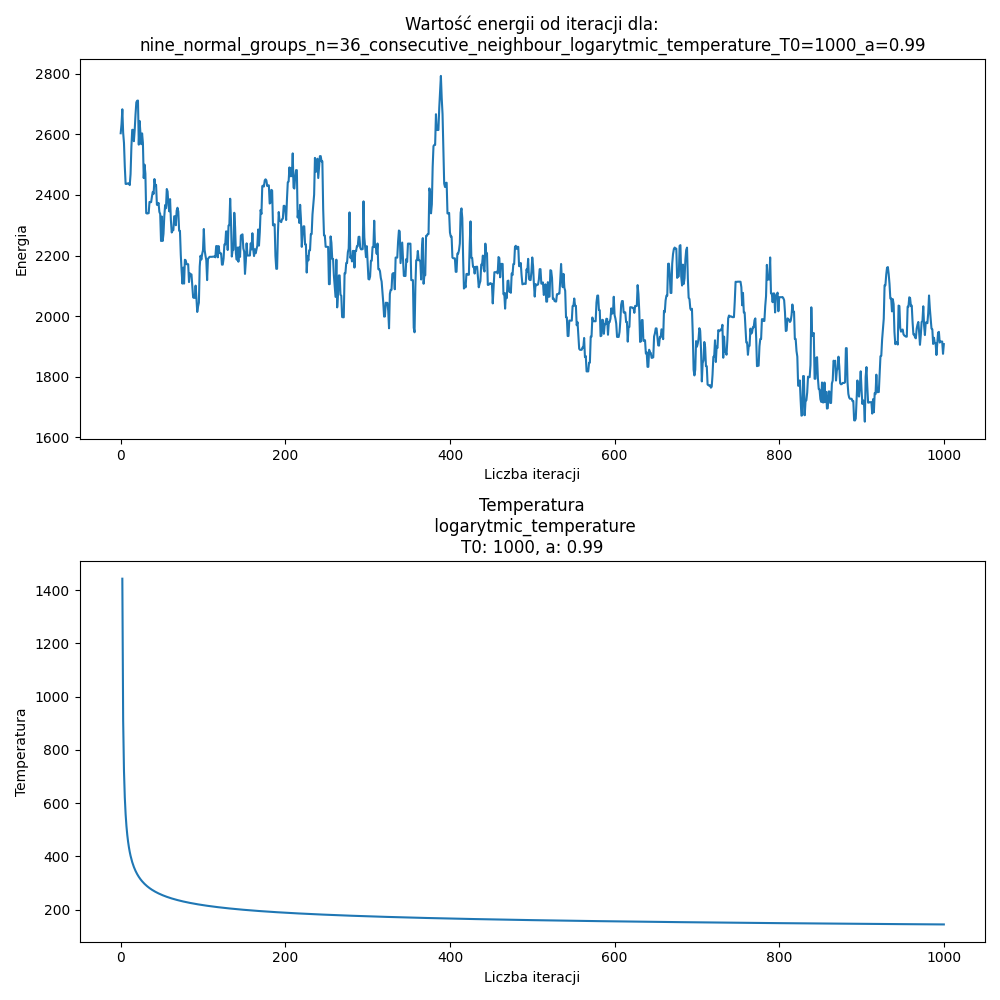 Wartość energii od iteracji dla:
nine_normal_groups_n=36_consecutive_neighbour_logarytmic_temperature_T0=1000_a=0.99
2800
2600
2400
2200
2000
1800
1600
Energia
0 200 400 600 800 1000
Liczba iteracji
Temperatura
logarytmic_temperature
T0: 1000, a: 0.99
1400
1200
1000
800
600
400
200
Temperatura
0 200 400 600 800 1000
Liczba iteracji